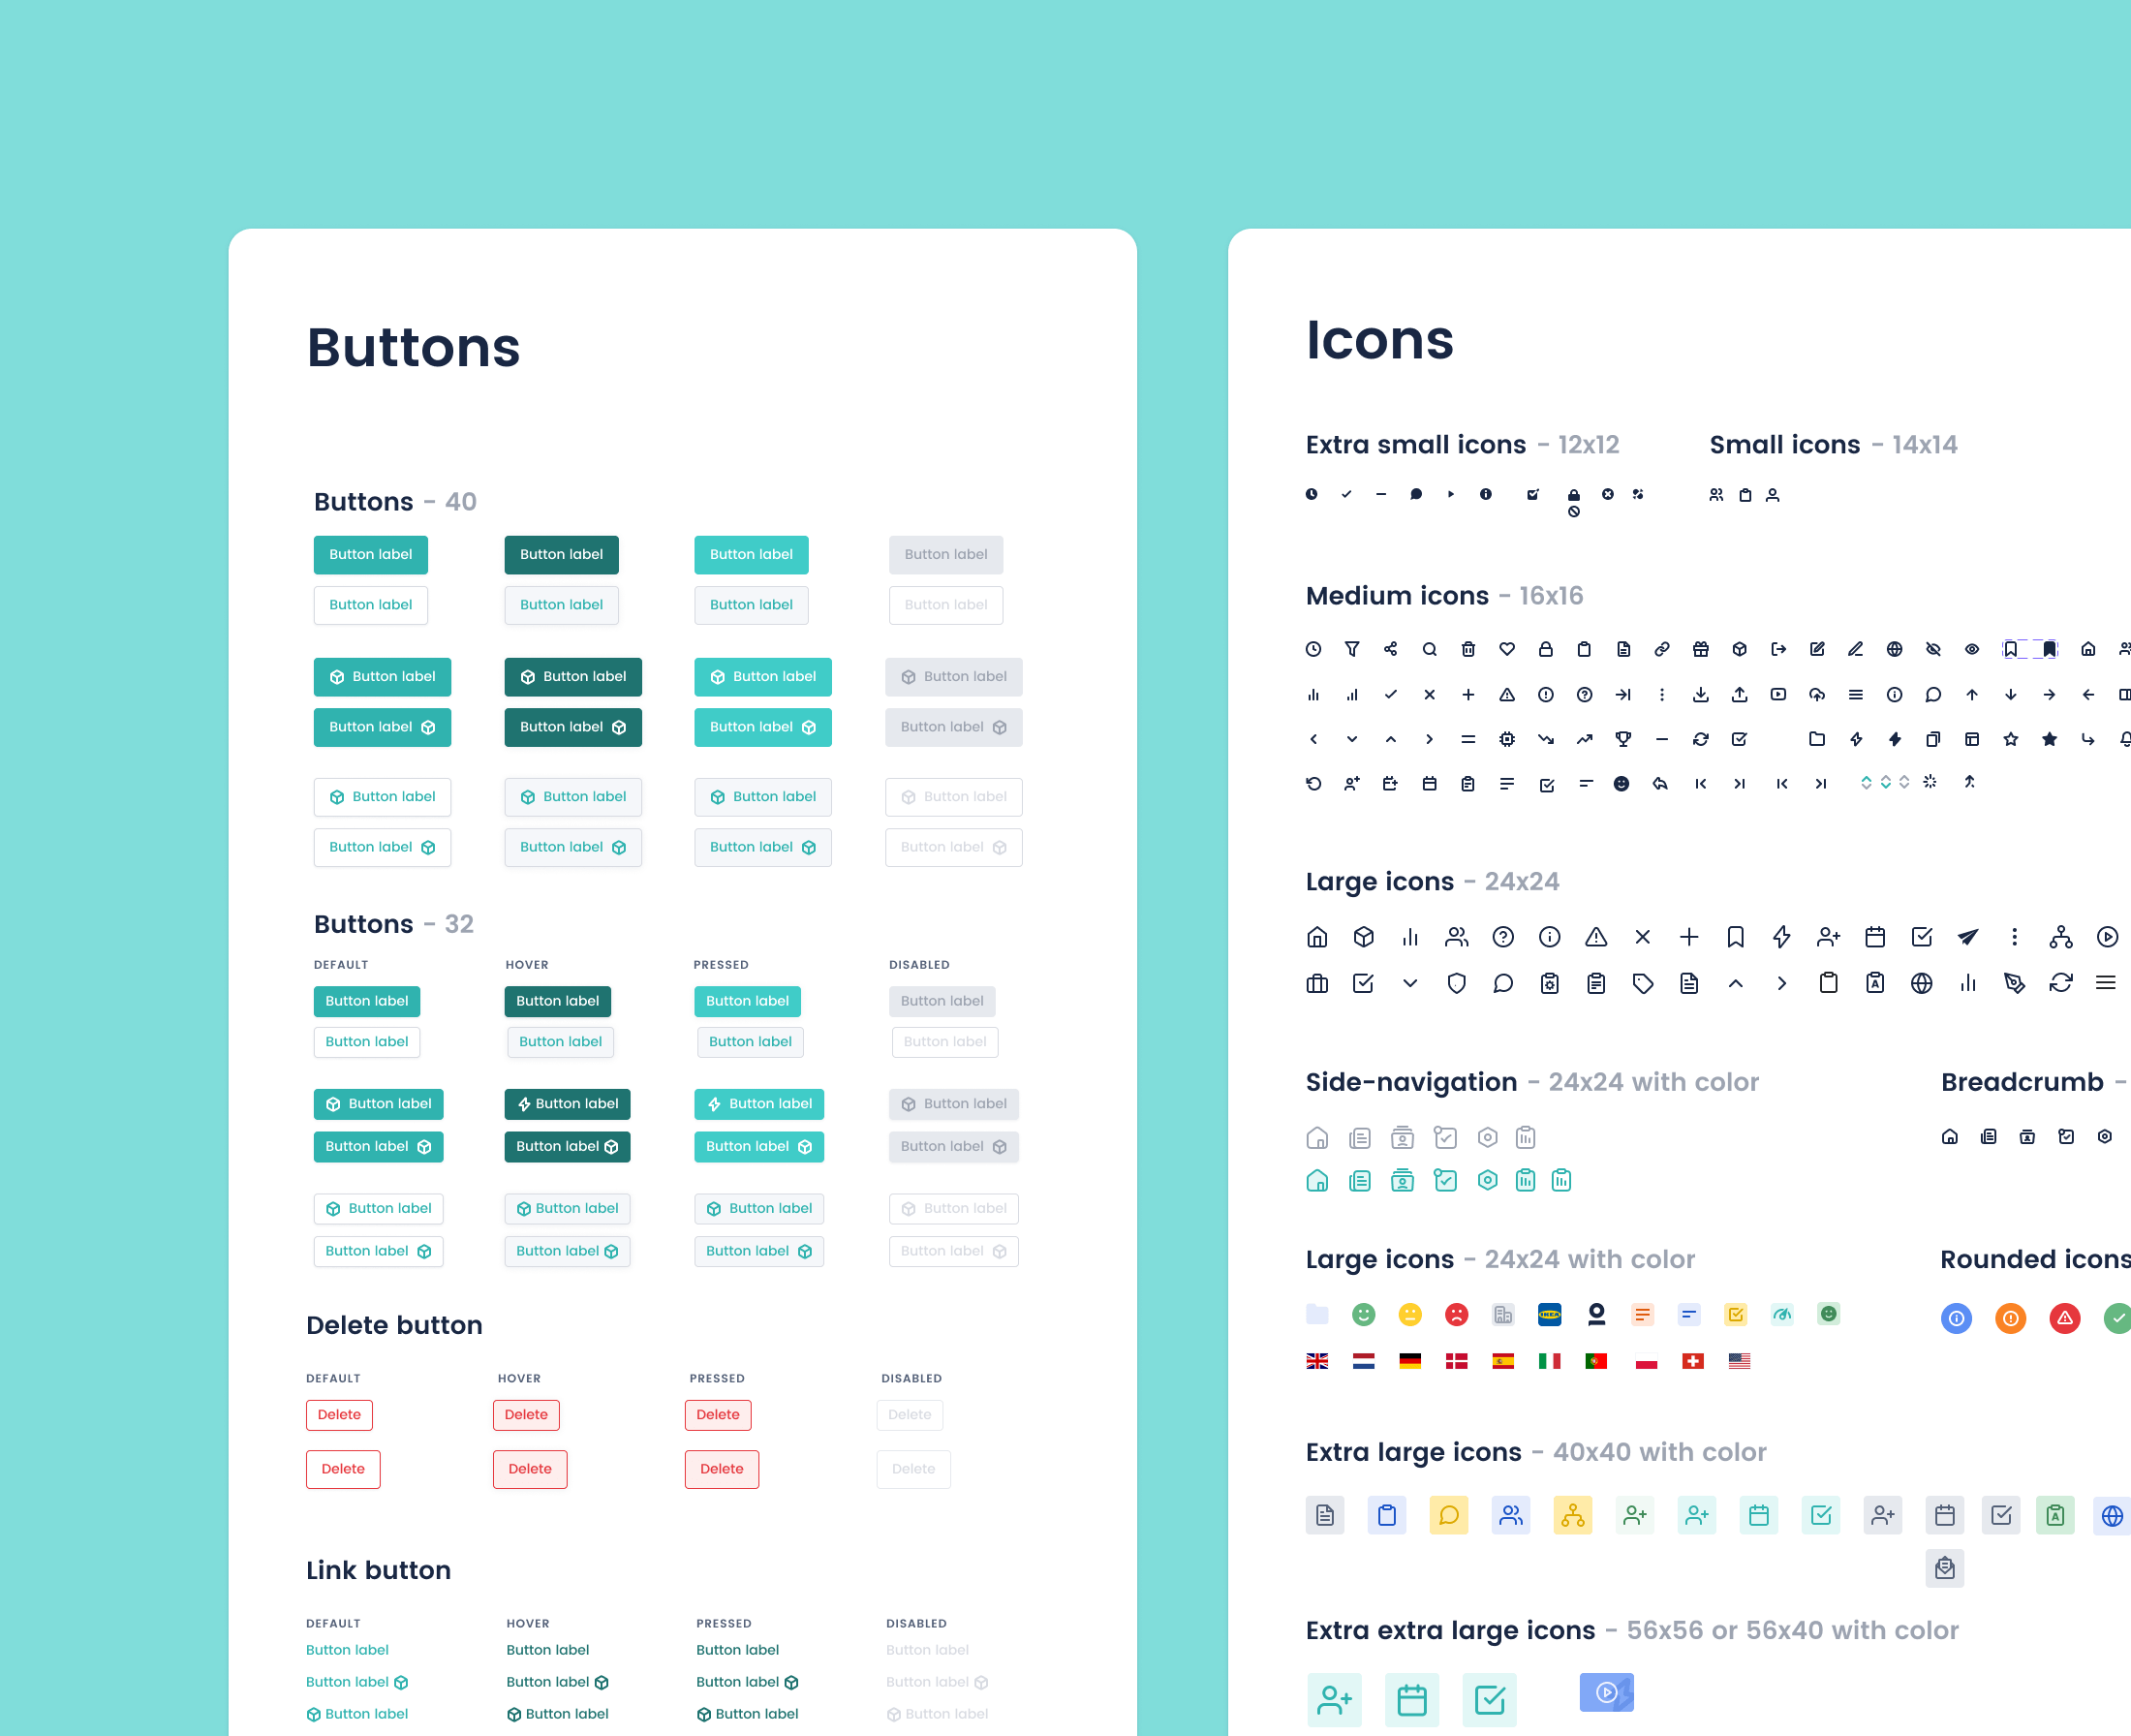 Buttons
Buttons - 40
Button label Button label Button label Button label
Button label Button label Button label Button label
Button label Button label Button label Button label
Button label Button label Button label Button label
Button label Button label Button label Button label
Button label Button label Button label Button label
Buttons - 32
DEFAULT HOVER PRESSED DISABLED
Button label Button label Button label Button label
Button label Button label Button label Button label
Button label Button label Button label Button label
Button label Button label Button label Button label
Button label Button label Button label Button label
Button label Button label Button label Button label
Delete button
DEFAULT HOVER PRESSED DISABLED
Delete Delete Delete Delete
Delete Delete Delete Delete
Link button
DEFAULT HOVER PRESSED DISABLED
Button label Button label Button label Button label
Button label Button label Button label Button label
Button label Button label Button label Button label
Icons
Extra small icons - 12x12
Small icons - 14x14
Medium icons - 16x16
Large icons - 24x24
A
Side-navigation - 24x24 with color
Breadcrumb -
Large icons - 24x24 with color
Rounded icons
IKEA
Extra large icons - 40x40 with color
A
Extra extra large icons - 56x56 or 56x40 with color